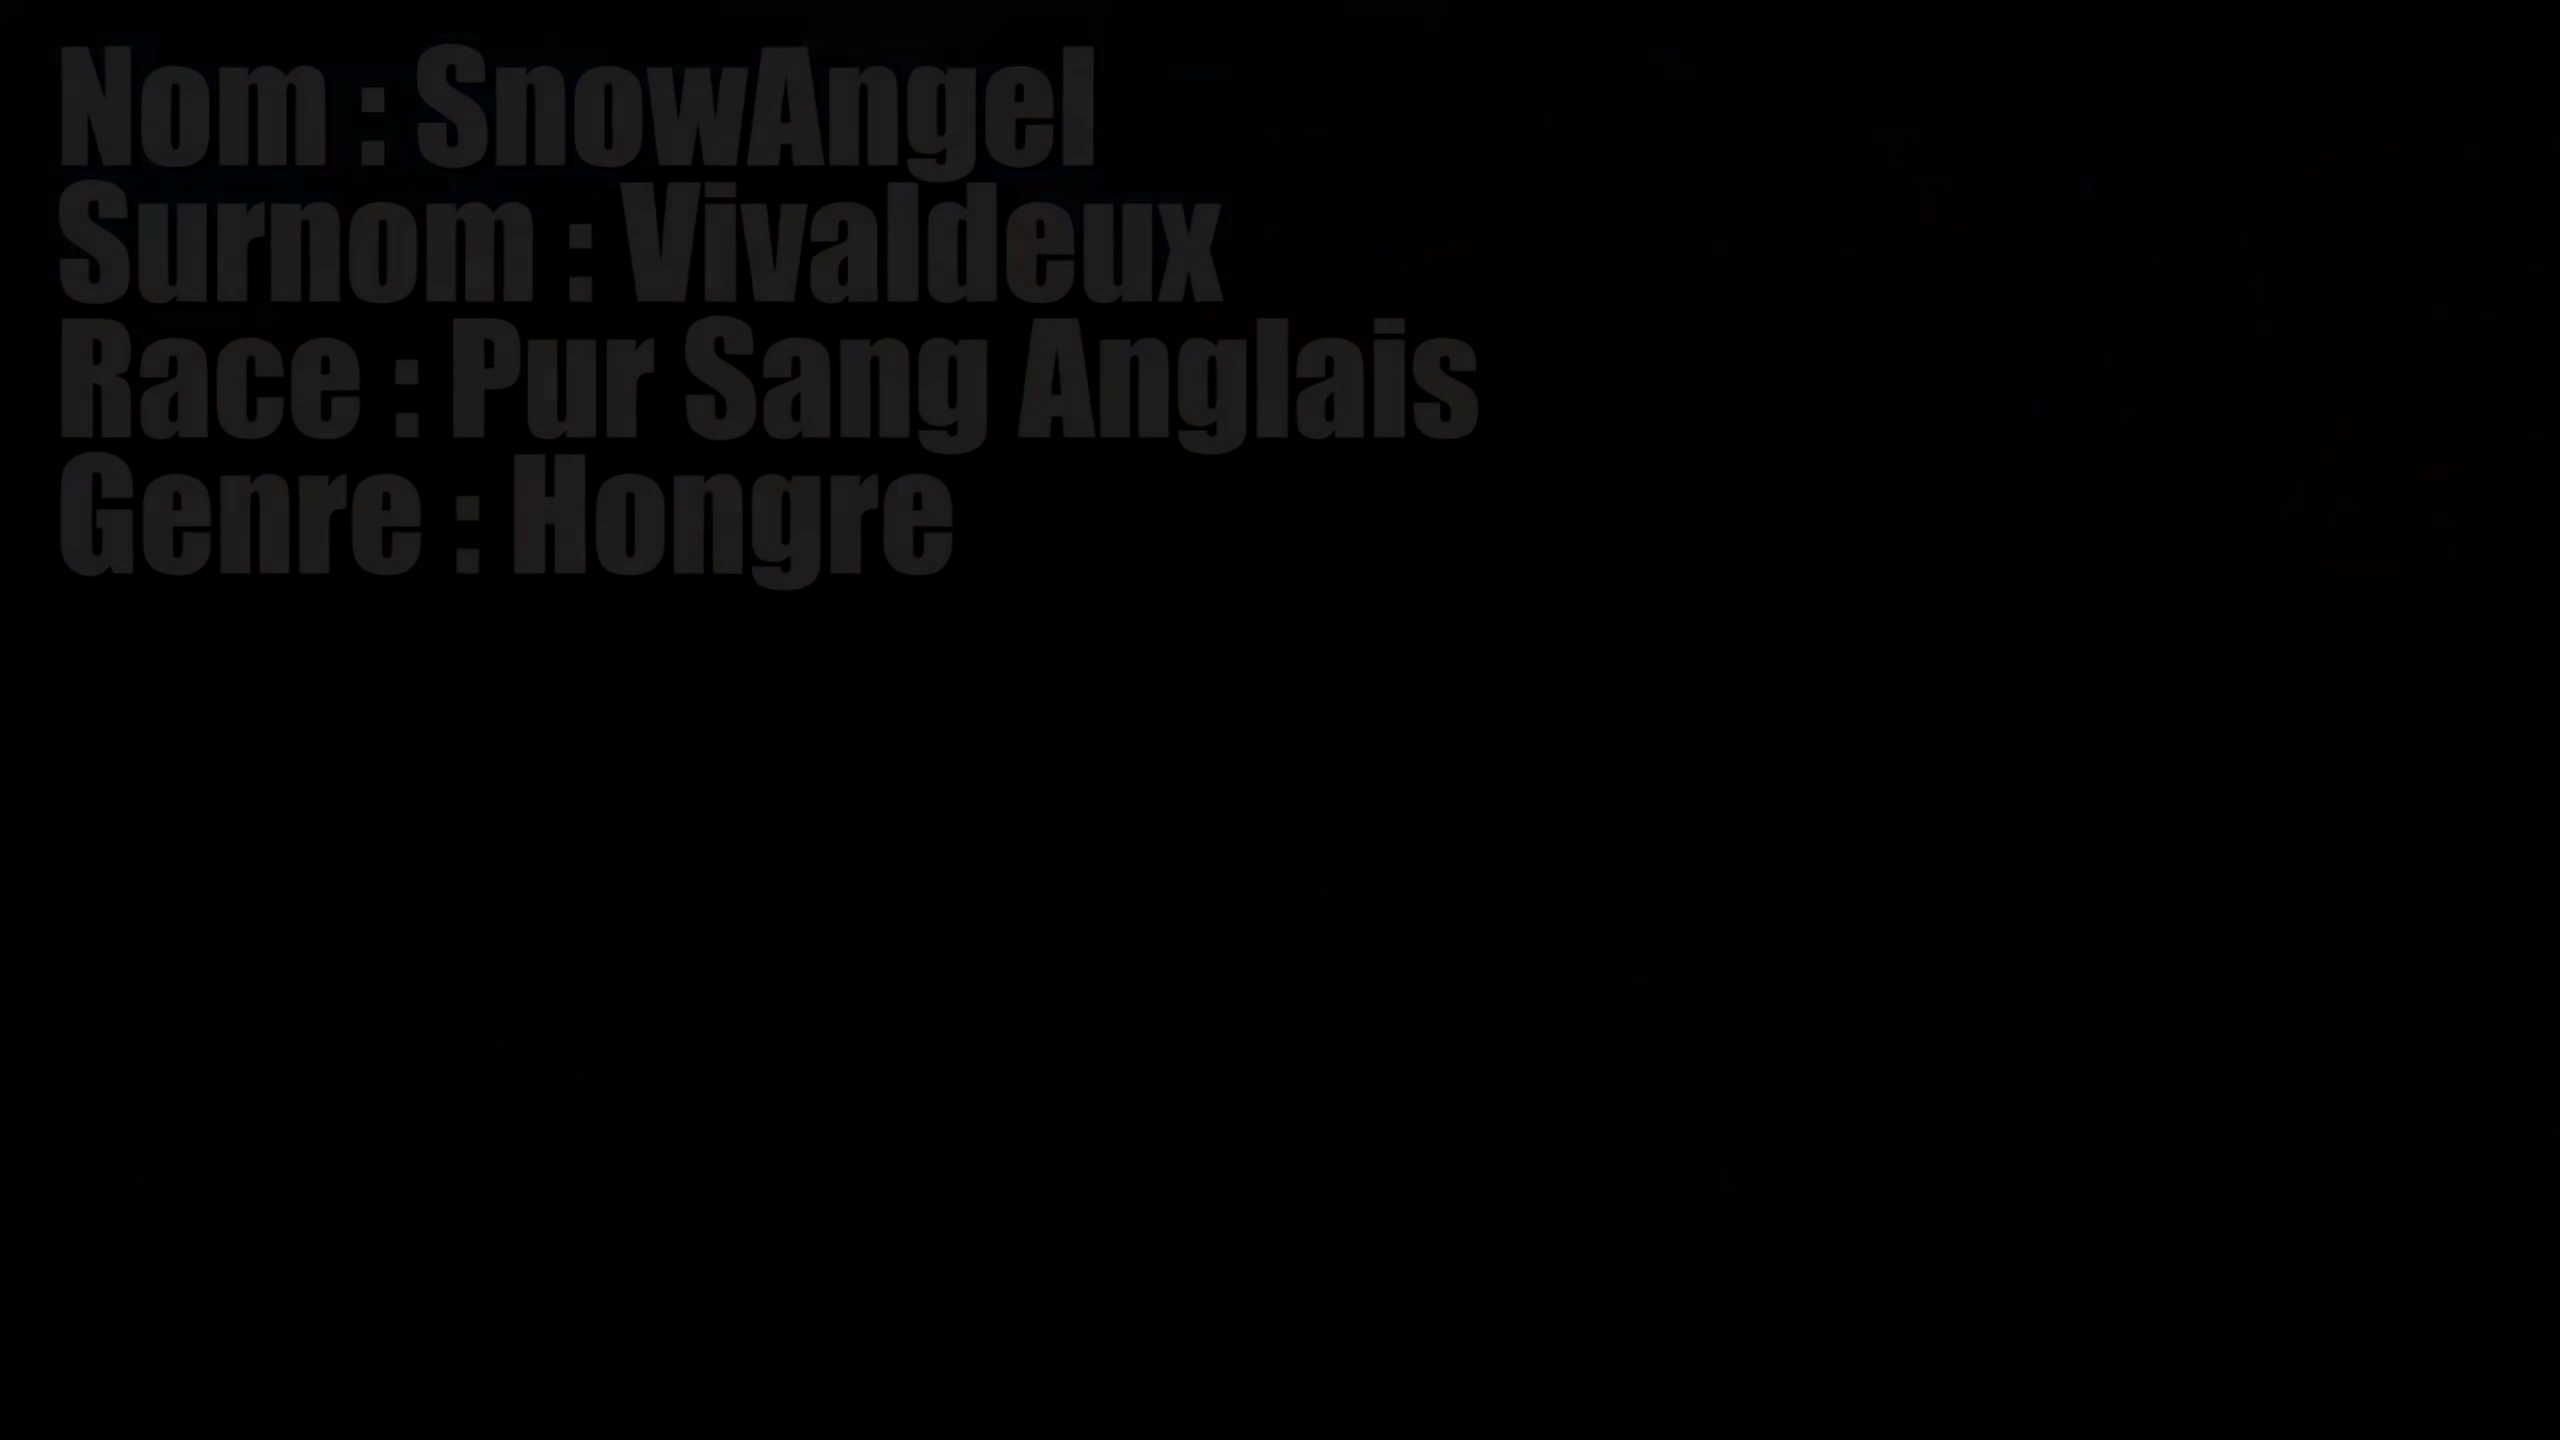 Nom : SnowAngel
Surnom : Vivaldeux
Race : Pur Sang Anglais
Genre : Hongre